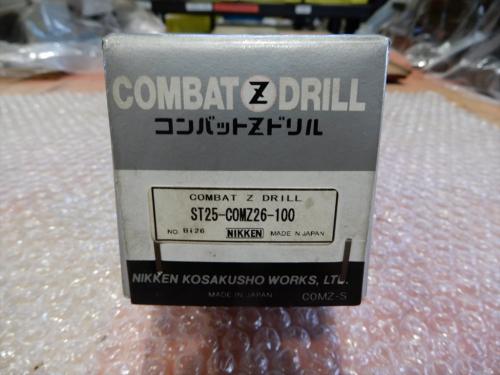 COMBAT Z DRILL
コンバットZドリル
COMBAT Z DRILL
ST25-COMZ26-100
NO. Bi26 NIKKEN MADE IN JAPAN
NIKKEN KOSAKUSHO WORKS, LTD.
MADE IN JAPAN COMZ-S